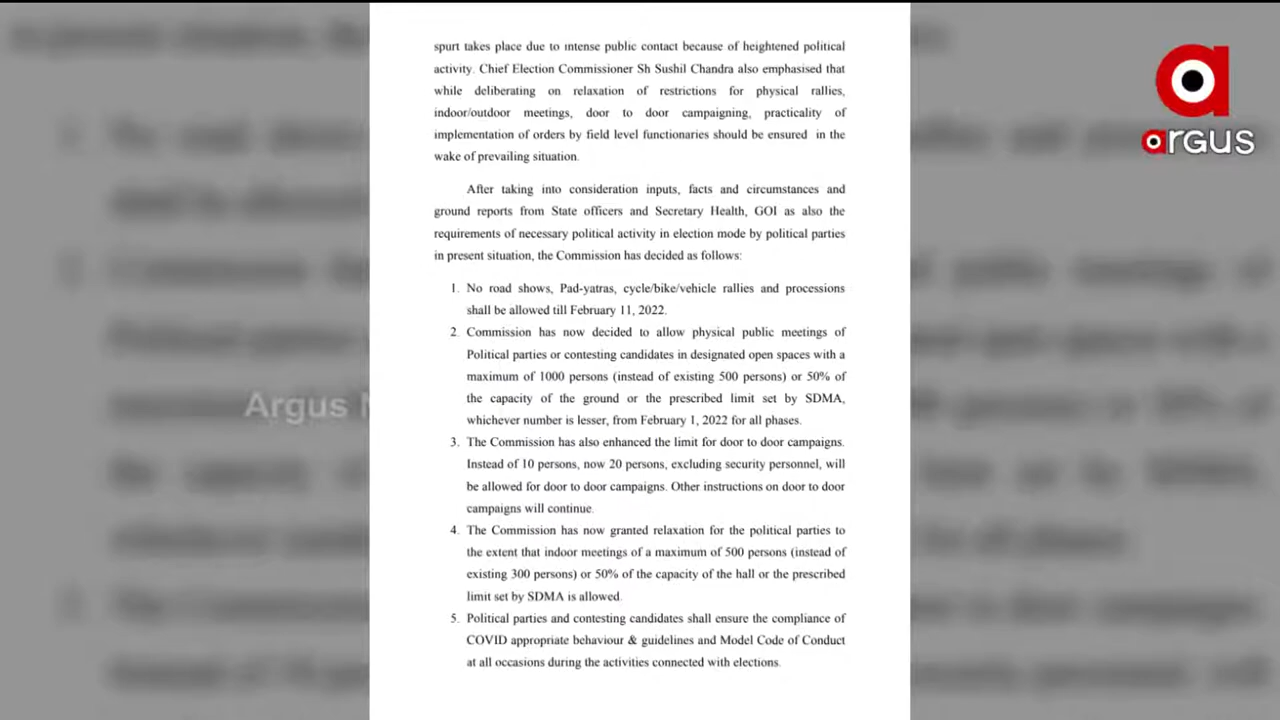 spurt takes place due to intense public contact because of heightened political
activity. Chief Election Commissioner Sh Sushil Chandra also emphasised that
while deliberating on relaxation of restrictions for physical rallies,
indoor/outdoor meetings, door to door campaigning, practicality of
implementation of orders by field level functionaries should be ensured in the
wake of prevailing situation.
After taking into consideration inputs, facts and circumstances and
ground reports from State officers and Secretary Health, GOI as also the
requirements of necessary political activity in election mode by political parties
in present situation, the Commission has decided as follows:
1. No road shows, Pad-yatras, cycle/bike/vehicle rallies and processions
shall be allowed till February 11, 2022.
2. Commission has now decided to allow physical public meetings of
Political parties or contesting candidates in designated open spaces with a
maximum of 1000 persons (instead of existing 500 persons) or 50% of
the capacity of the ground or the prescribed limit set by SDMA,
whichever number is lesser, from February 1, 2022 for all phases.
3. The Commission has also enhanced the limit for door to door campaigns.
Instead of 10 persons, now 20 persons, excluding security personnel, will
be allowed for door to door campaigns. Other instructions on door to door
campaigns will continue.
4. The Commission has now granted relaxation for the political parties to
the extent that indoor meetings of a maximum of 500 persons (instead of
existing 300 persons) or 50% of the capacity of the hall or the prescribed
limit set by SDMA is allowed.
5. Political parties and contesting candidates shall ensure the compliance of
COVID appropriate behaviour & guidelines and Model Code of Conduct
at all occasions during the activities connected with elections.
argus
Argus